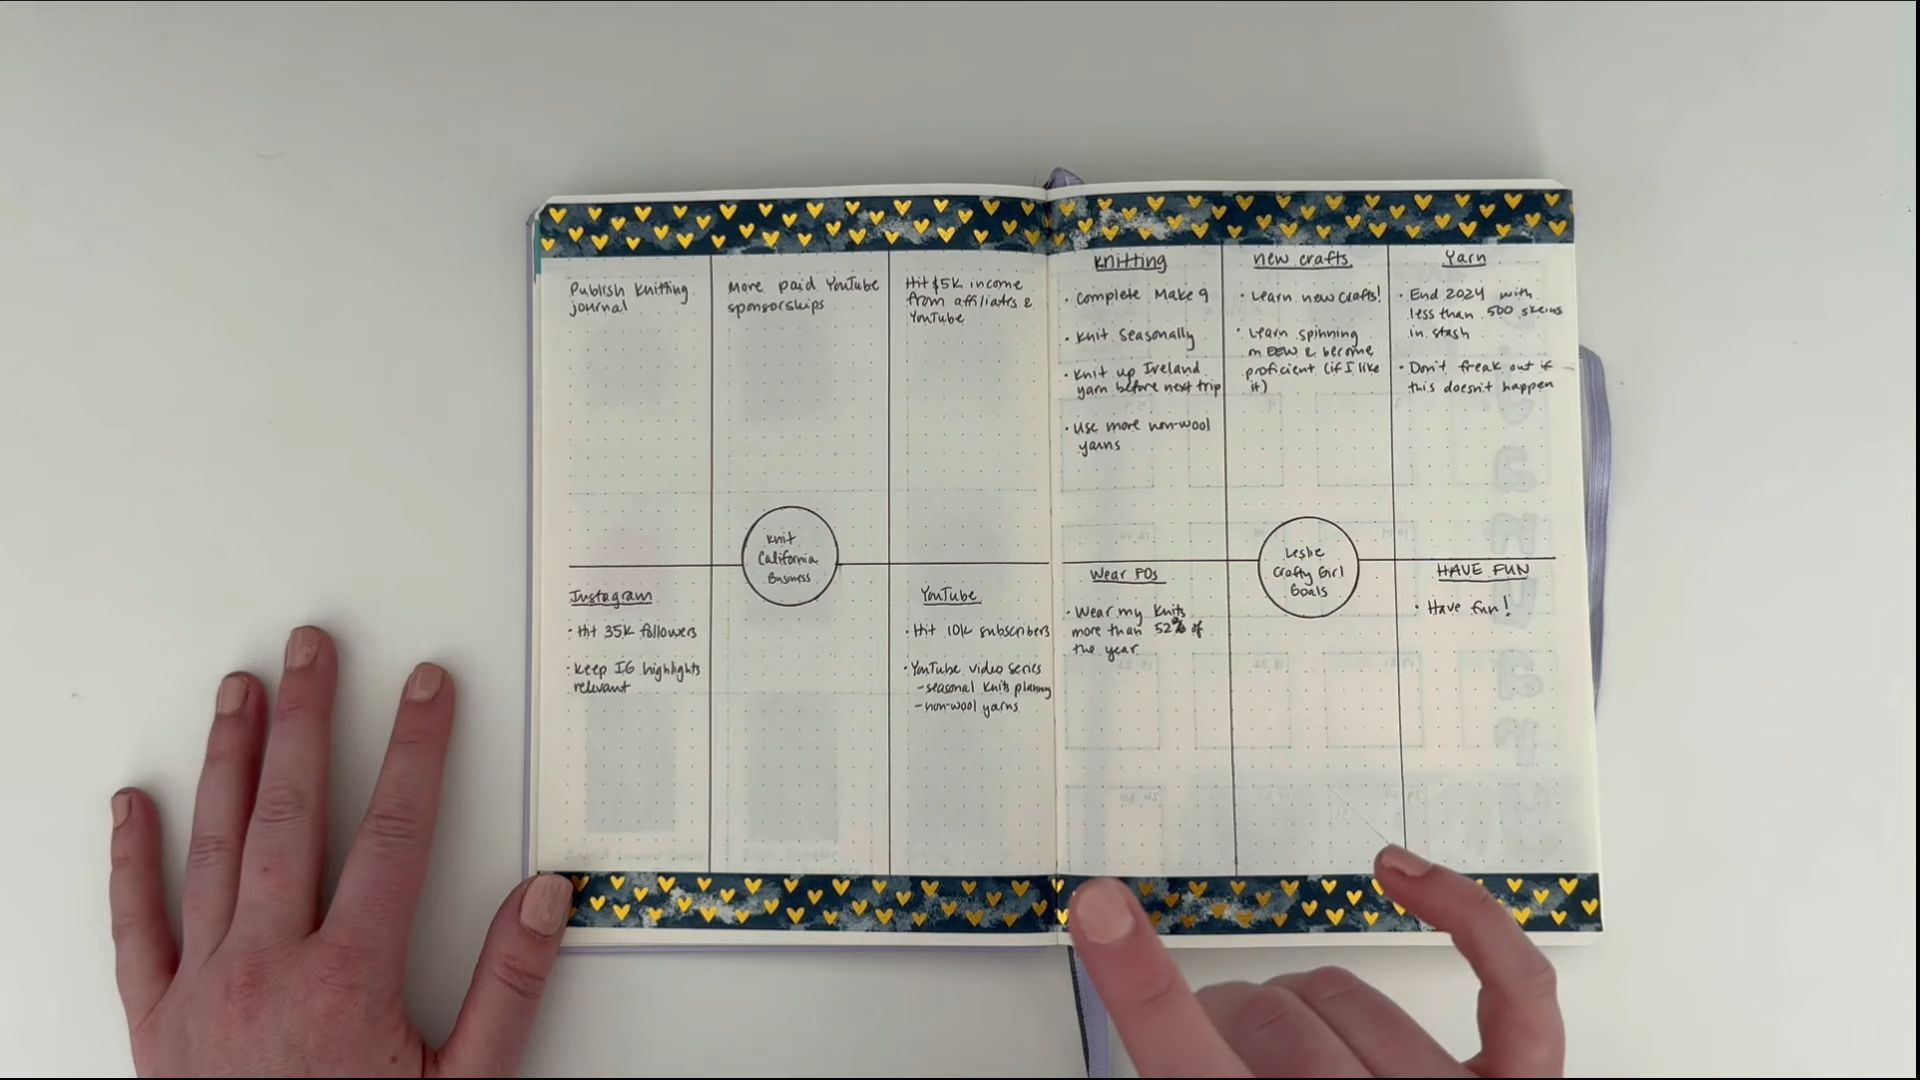 Publish Knitting
journal
More paid YouTube
sponsorships
Hit $5K income
from affiliates &
YouTube
Knit
California
Business
Instagram
• Hit 35K followers
• Keep IG highlights
relevant
YouTube
• Hit 10K subscribers
• YouTube video series
- seasonal knits planning
- non-wool yarns
Knitting
• Complete Make 9
• Knit Seasonally
• Knit up Ireland
yarn before next trip
• Use more non-wool
yarns
New Crafts
• Learn new crafts!
• Learn spinning
on EEW & become
proficient (if I like
it)
Yarn
• End 2024 with
less than 500 skeins
in stash
• Don't freak out if
this doesn't happen
Leslie
Crafty Girl
Goals
Wear FOs
• Wear my knits
more than 52% of
the year
HAVE FUN
• Have fun!